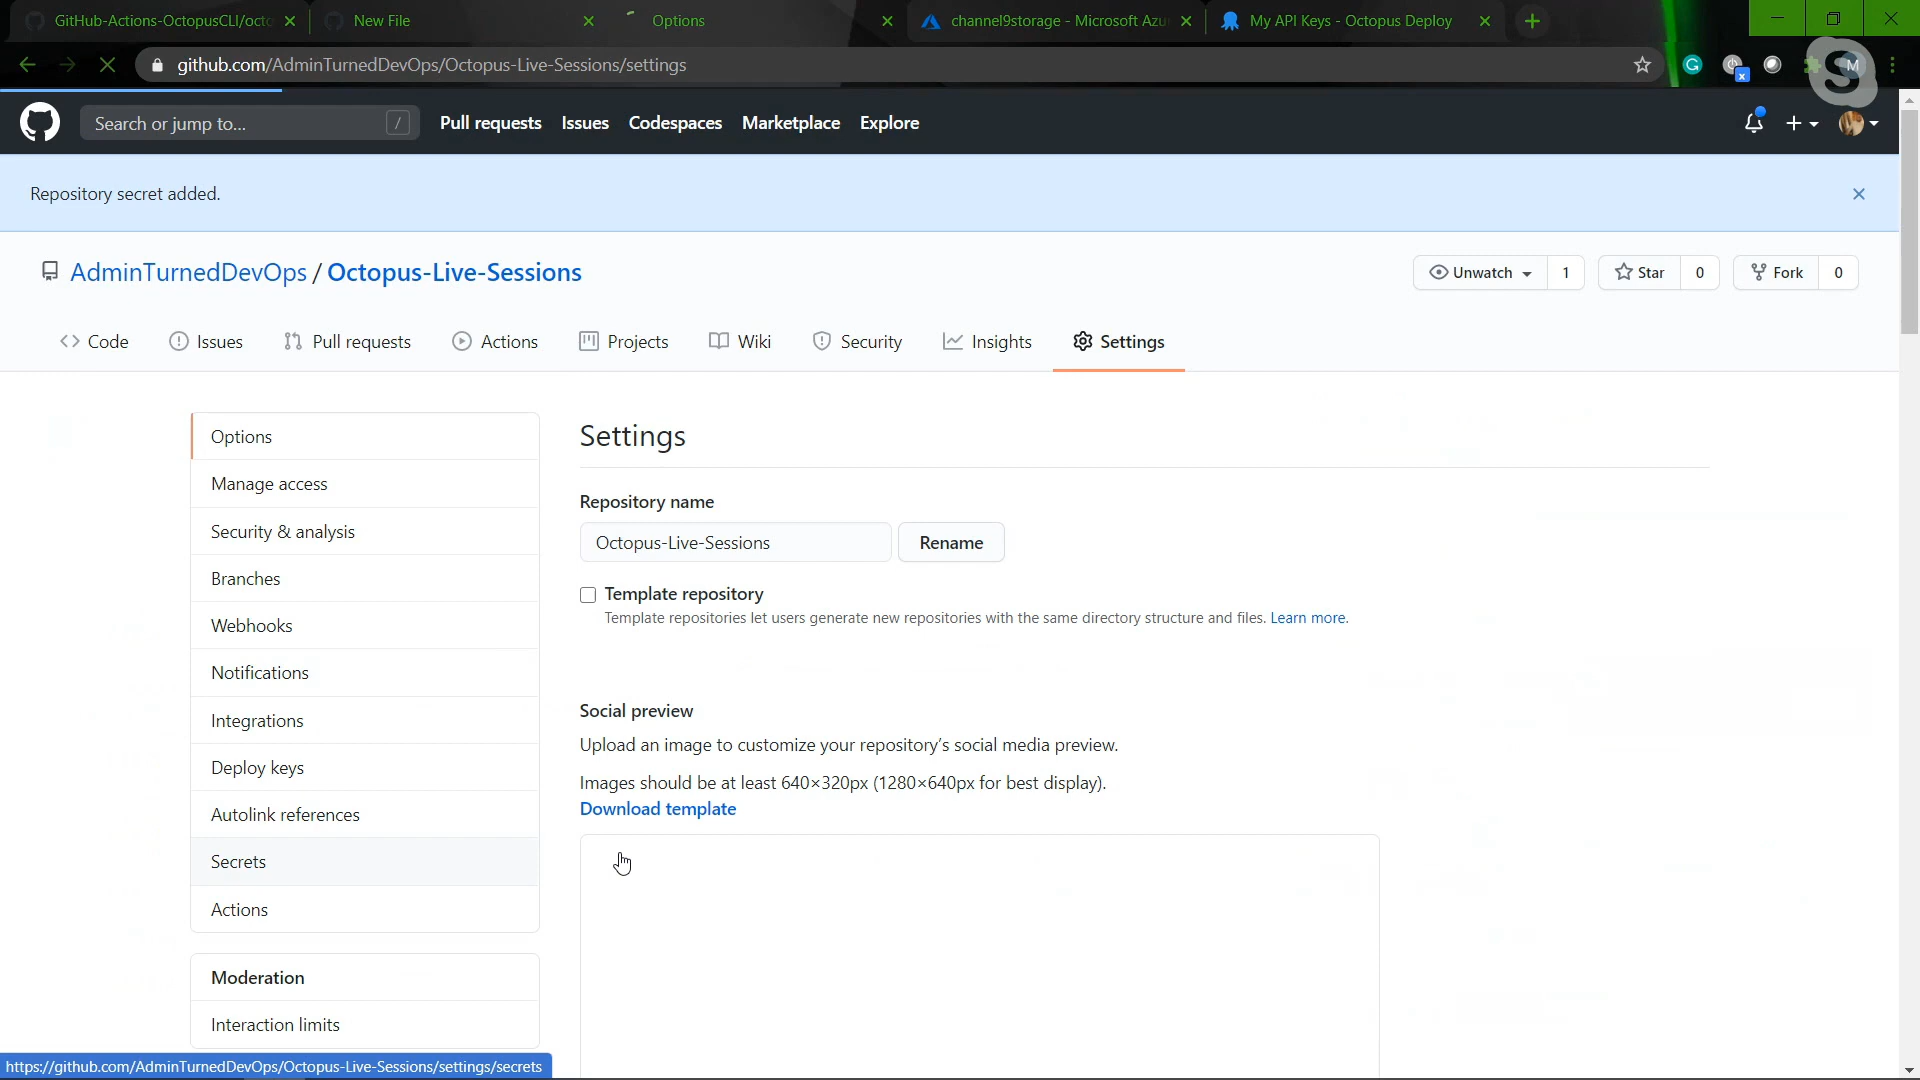 GitHub-Actions-OctopusCLI/octo
New File
Options
channel9storage - Microsoft Azu
My API Keys - Octopus Deploy
github.com/AdminTurnedDevOps/Octopus-Live-Sessions/settings
Search or jump to...
/
Pull requests
Issues
Codespaces
Marketplace
Explore
Repository secret added.
AdminTurnedDevOps / Octopus-Live-Sessions
Unwatch
1
Star
0
Fork
0
Code
Issues
Pull requests
Actions
Projects
Wiki
Security
Insights
Settings
Options
Manage access
Security & analysis
Branches
Webhooks
Notifications
Integrations
Deploy keys
Autolink references
Secrets
Actions
Moderation
Interaction limits
Settings
Repository name
Octopus-Live-Sessions
Rename
Template repository
Template repositories let users generate new repositories with the same directory structure and files. Learn more.
Social preview
Upload an image to customize your repository's social media preview.
Images should be at least 640×320px (1280×640px for best display).
Download template
https://github.com/AdminTurnedDevOps/Octopus-Live-Sessions/settings/secrets